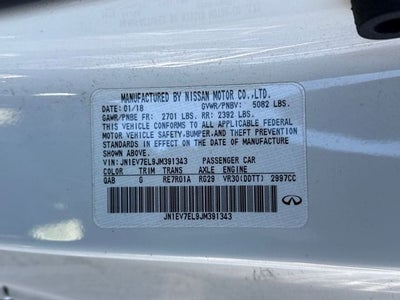 MANUFACTURED BY NISSAN MOTOR CO.,LTD.
DATE: 01/18 GVWR/PNBV: 5082 LBS.
GAWR/PNBE FR: 2701 LBS. RR: 2392 LBS.
THIS VEHICLE CONFORMS TO ALL APPLICABLE FEDERAL
MOTOR VEHICLE SAFETY,BUMPER,AND THEFT PREVENTION
STANDARDS IN EFFECT ON THE DATE OF MANUFACTURE
SHOWN ABOVE.
VIN: JN1EV7EL9JM391343 PASSENGER CAR
COLOR TRIM TRANS AXLE ENGINE
QAB G RE7R01A RG29 VR30(DDTT) 2997CC
JN1EV7EL9JM391343
INFINITI